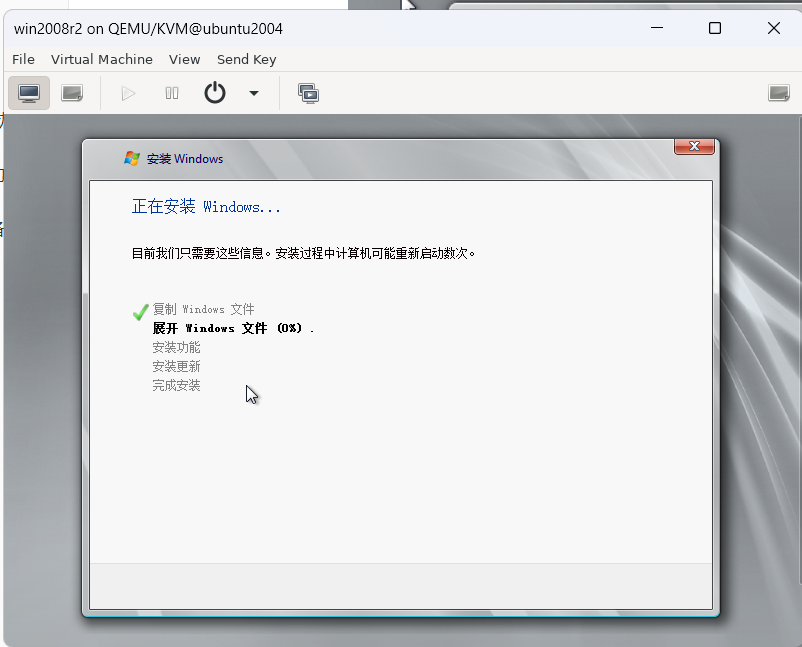 win2008r2 on QEMU/KVM@ubuntu2004
File Virtual Machine View Send Key
安装 Windows
正在安装 Windows...
目前我们只需要这些信息。安装过程中计算机可能重新启动数次。
复制 Windows 文件
展开 Windows 文件 (0%) .
安装功能
安装更新
完成安装